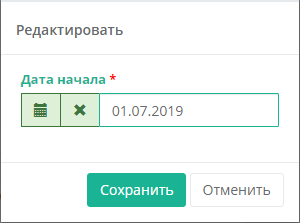 Редактировать
Дата начала *
01.07.2019
Сохранить Отменить